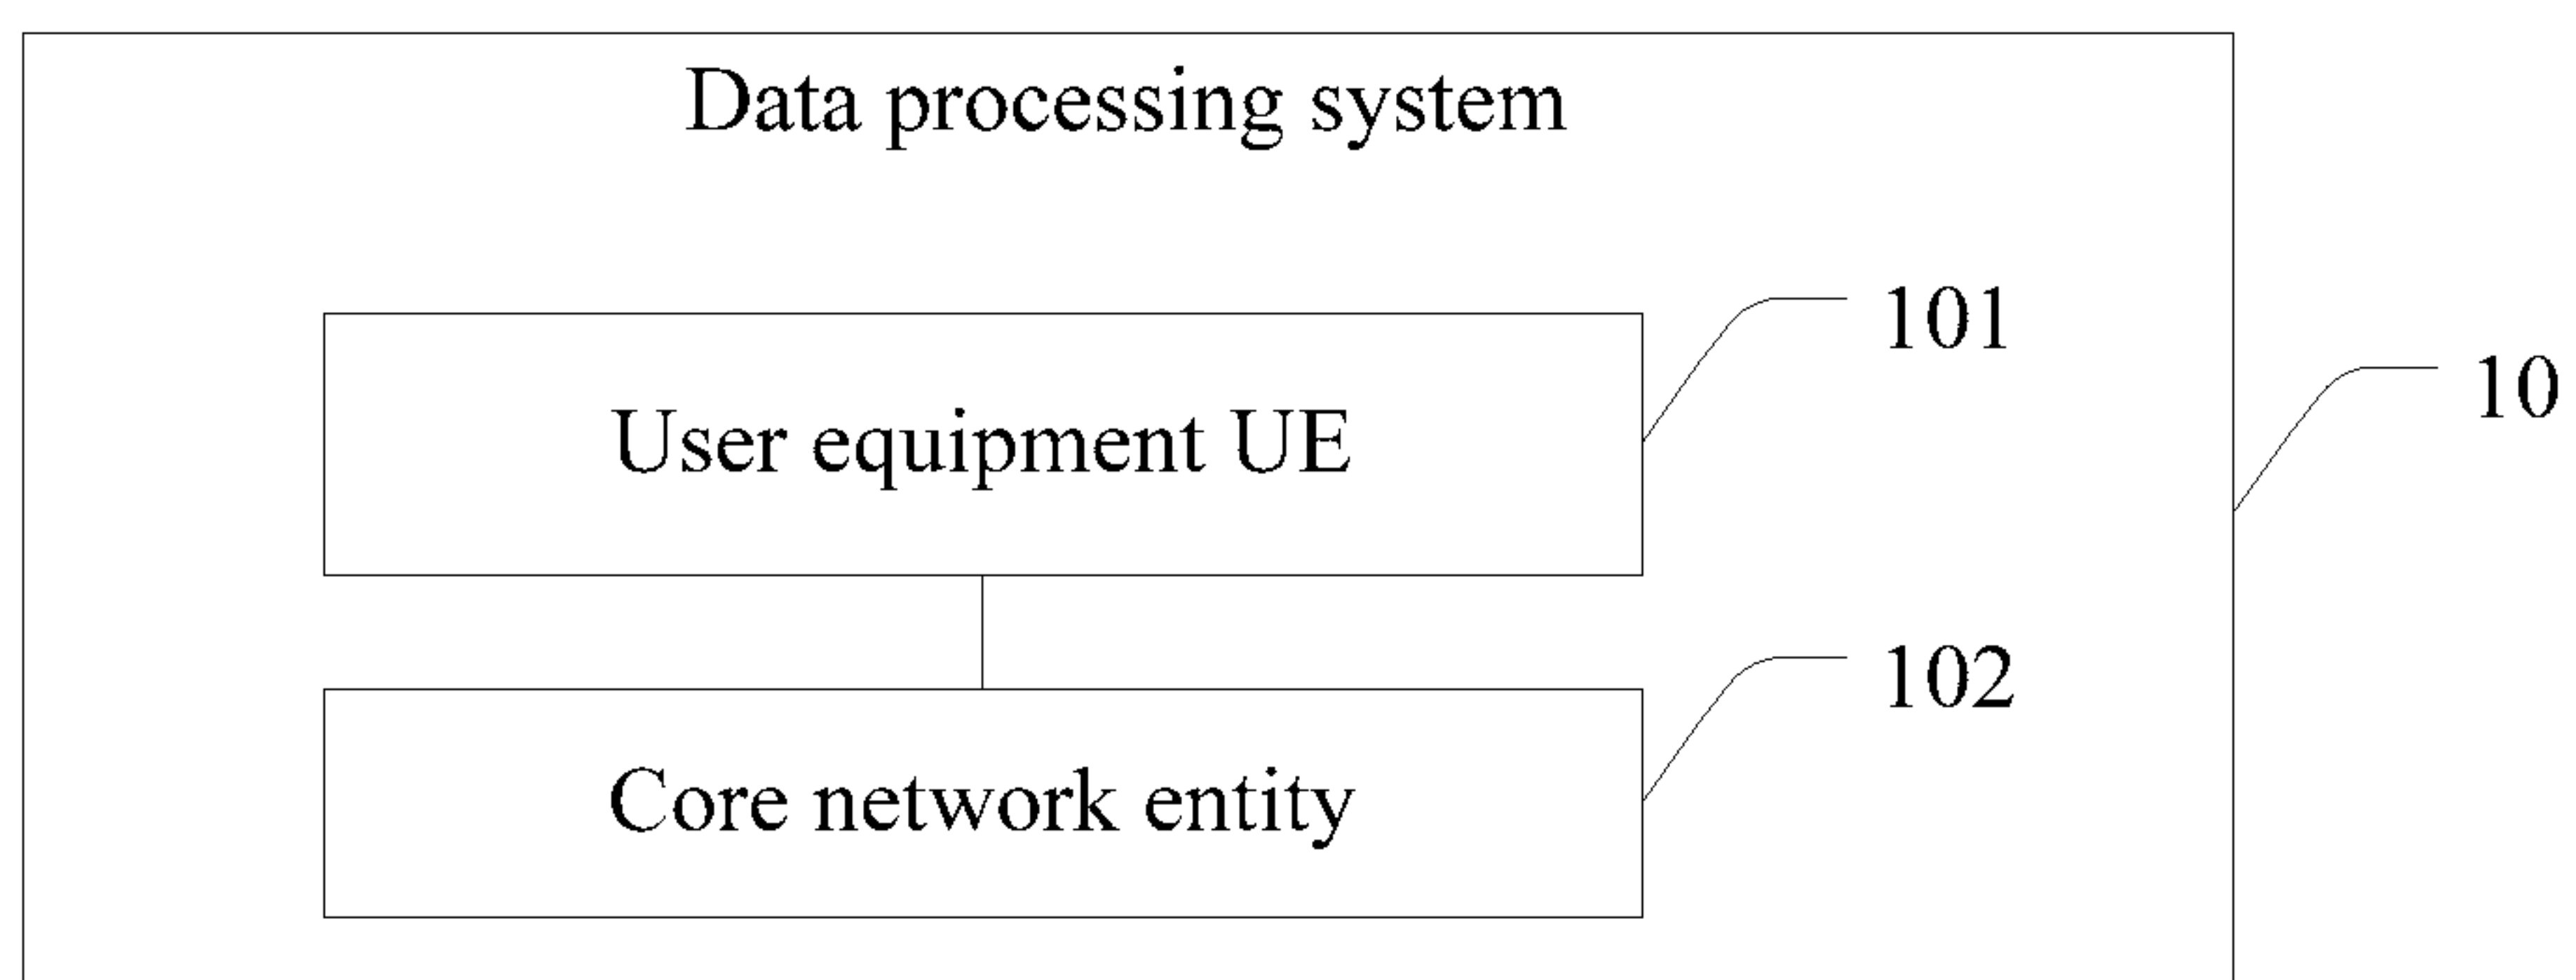 Data processing system
101
10
User equipment UE
102
Core network entity